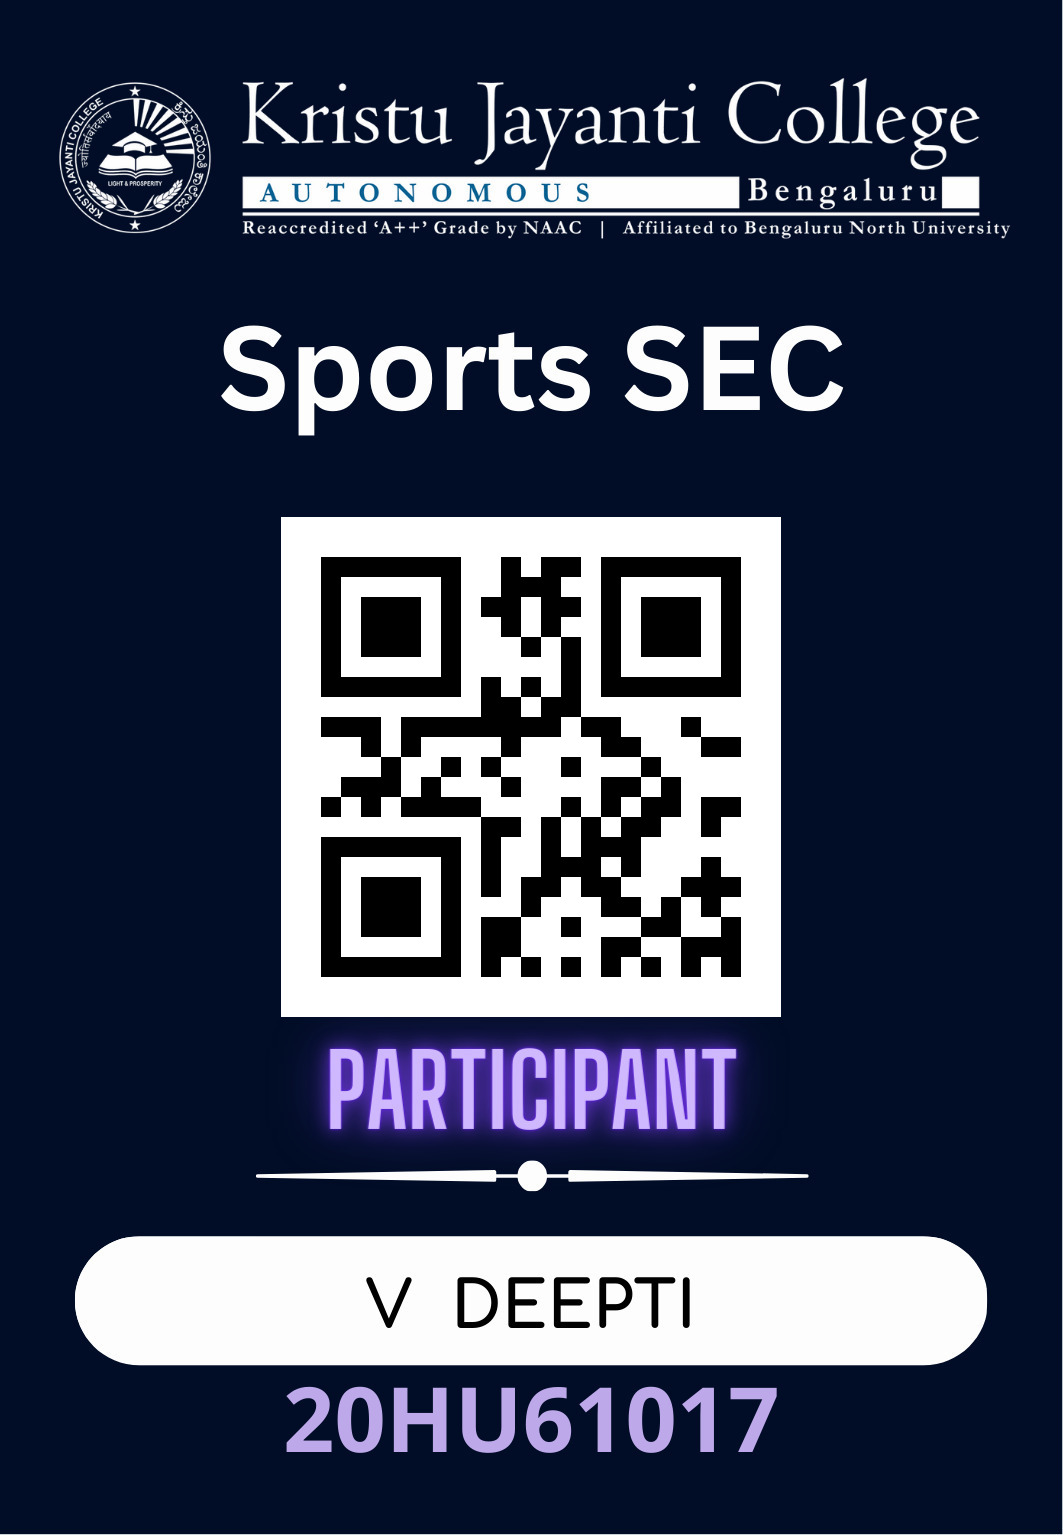 KRISTU JAYANTI COLLEGE
ಕ್ರಿಸ್ತು ಜಯಂತಿ ಕಾಲೇಜು
LIGHT & PROSPERITY
Kristu Jayanti College
AUTONOMOUS Bengaluru
Reaccredited ‘A++’ Grade by NAAC | Affiliated to Bengaluru North University
Sports SEC
PARTICIPANT
V DEEPTI
20HU61017